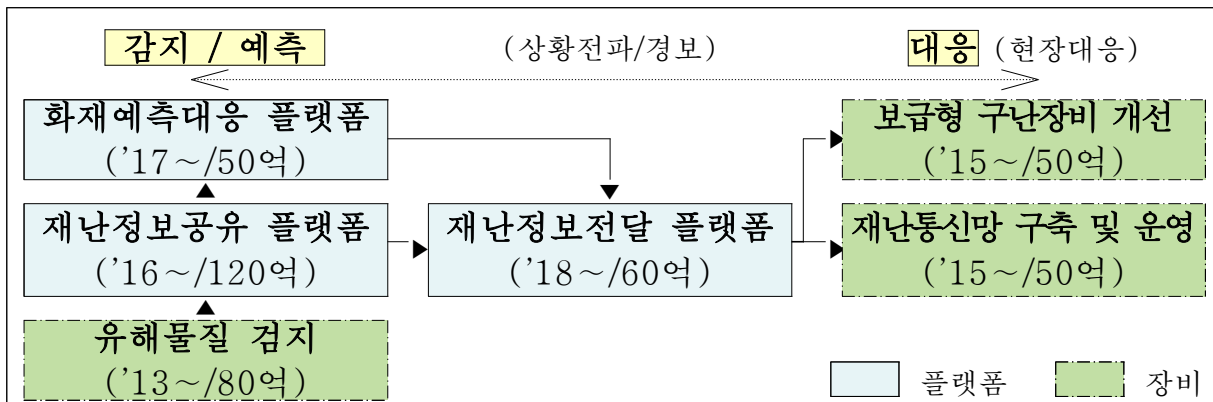 감지 / 예측 (상황전파/경보) 대응 (현장대응)
화재예측대응 플랫폼
('17～/50억)
보급형 구난장비 개선
('15～/50억)
재난정보공유 플랫폼
('16～/120억)
재난정보전달 플랫폼
('18～/60억)
재난통신망 구축 및 운영
('15～/50억)
유해물질 검지
('13～/80억)
플랫폼 장비